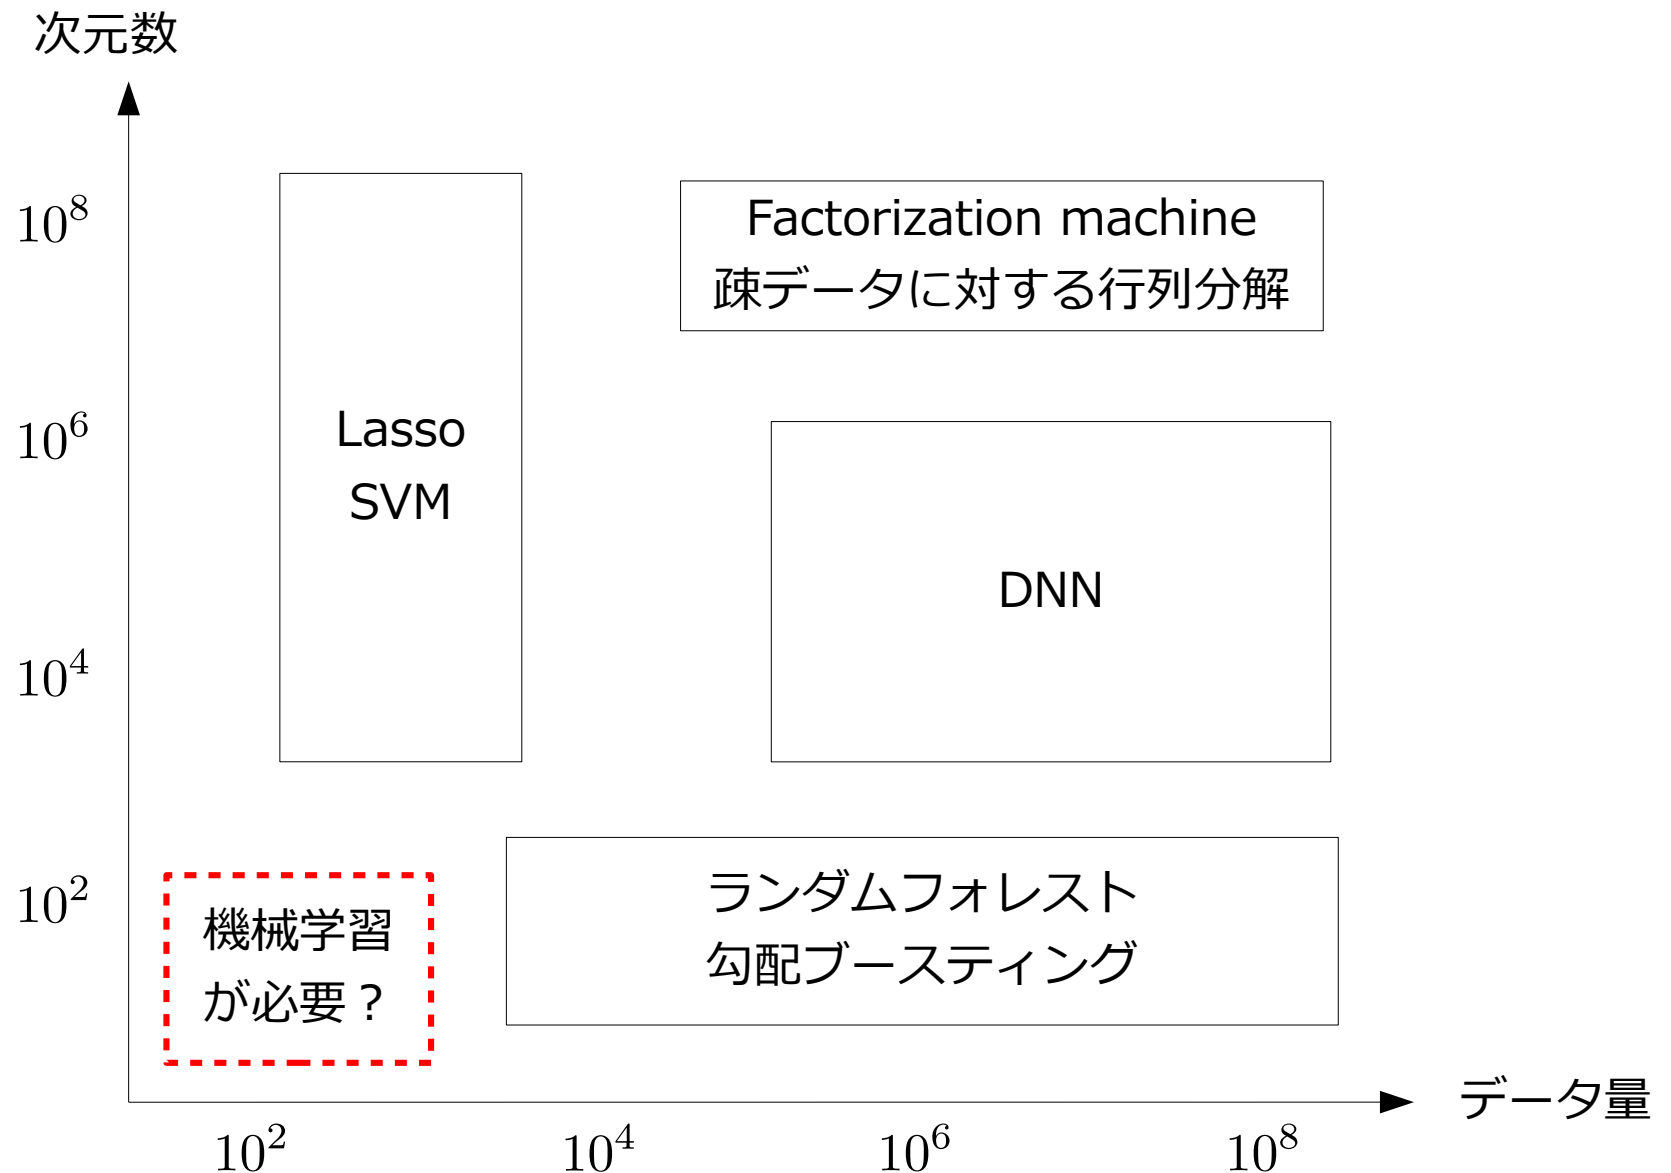 次元数
10^8
Factorization machine
疎データに対する行列分解
10^6
Lasso
SVM
DNN
10^4
10^2
機械学習
が必要？
ランダムフォレスト
勾配ブースティング
データ量
10^2
10^4
10^6
10^8